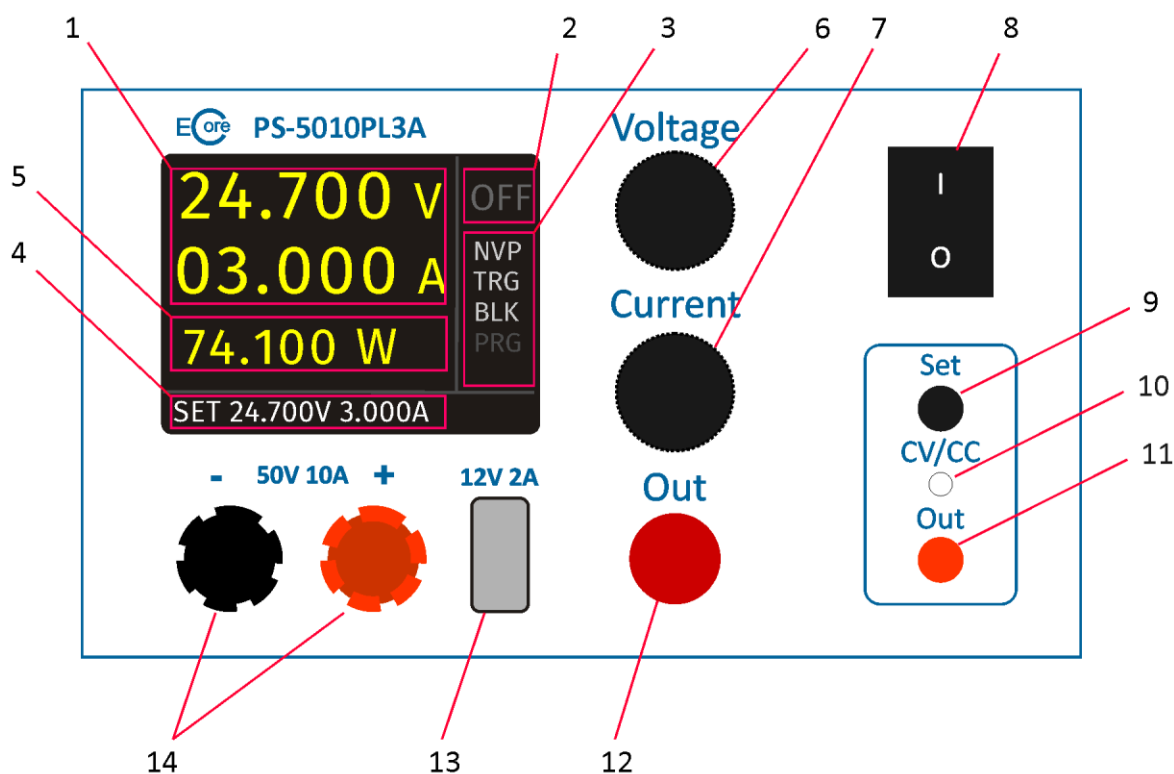 1 2 3 6 7 8
ECore PS-5010PL3A
Voltage
5
24.700 V
OFF
I
4
03.000 A
NVP
TRG
BLK
PRG
O
Current
74.100 W
9
Set
SET 24.700V 3.000A
10
CV/CC
11
- 50V 10A +
12V 2A
Out
Out
14 13 12